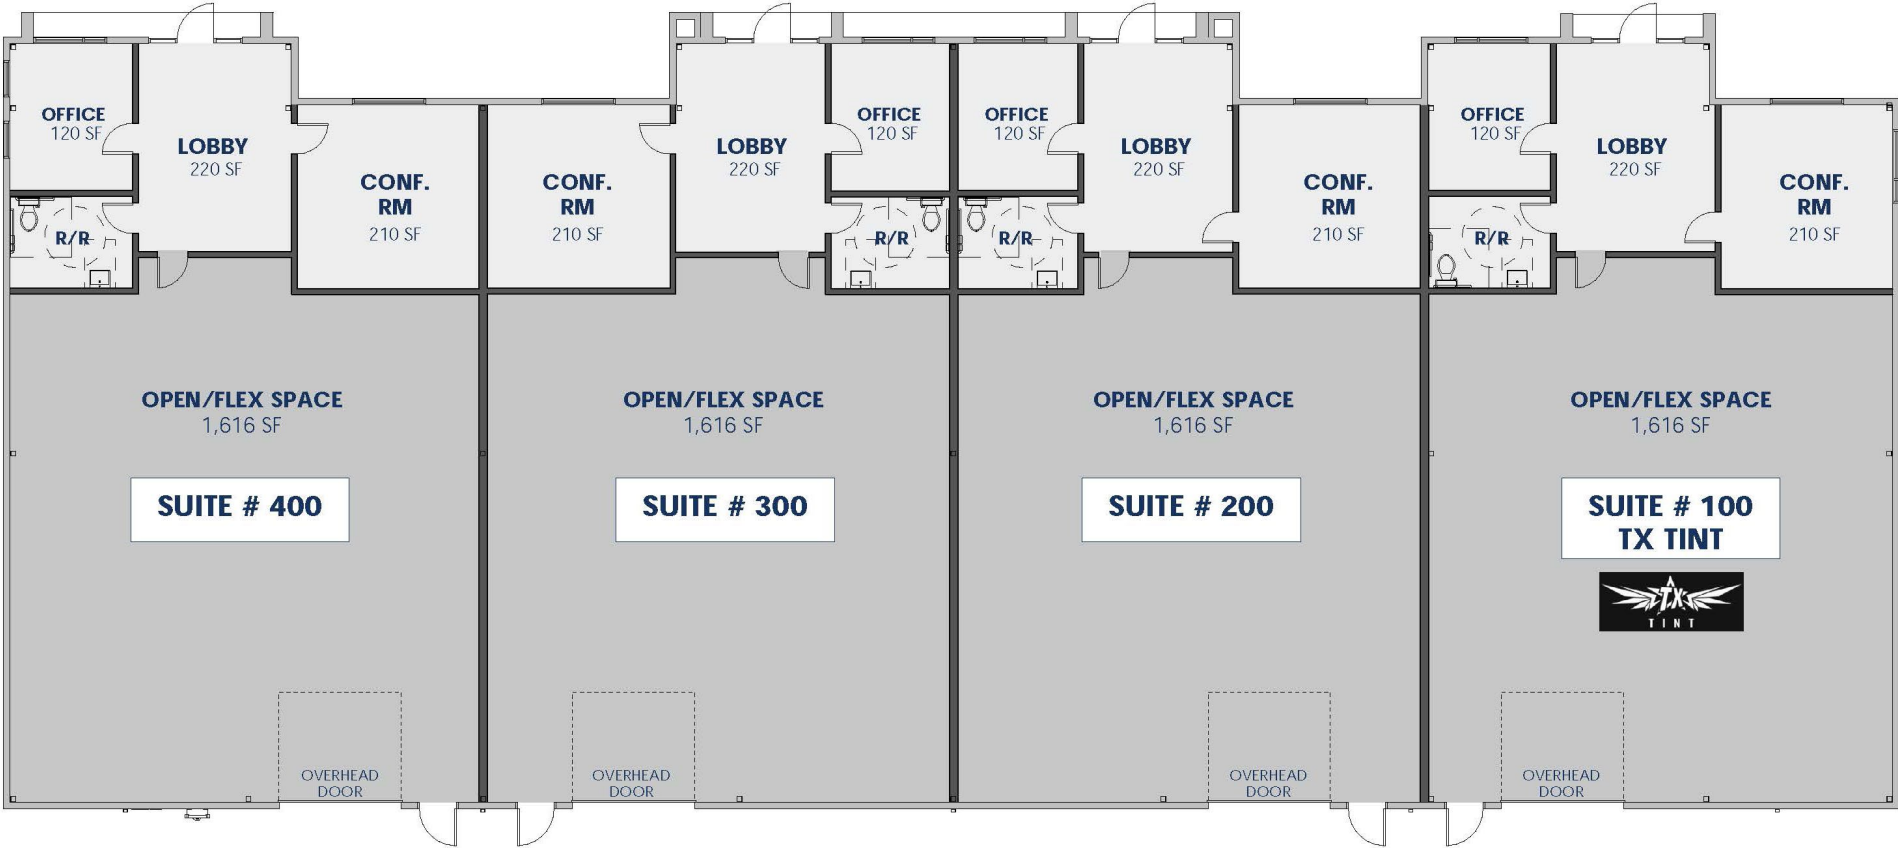 OFFICE
120 SF
LOBBY
220 SF
CONF.
RM
210 SF
R/R
OPEN/FLEX SPACE
1,616 SF
SUITE # 400
OVERHEAD
DOOR
CONF.
RM
210 SF
LOBBY
220 SF
OFFICE
120 SF
R/R
OPEN/FLEX SPACE
1,616 SF
SUITE # 300
OVERHEAD
DOOR
OFFICE
120 SF
LOBBY
220 SF
CONF.
RM
210 SF
R/R
OPEN/FLEX SPACE
1,616 SF
SUITE # 200
OVERHEAD
DOOR
OFFICE
120 SF
LOBBY
220 SF
CONF.
RM
210 SF
R/R
OPEN/FLEX SPACE
1,616 SF
SUITE # 100
TX TINT
TX
TINT
OVERHEAD
DOOR